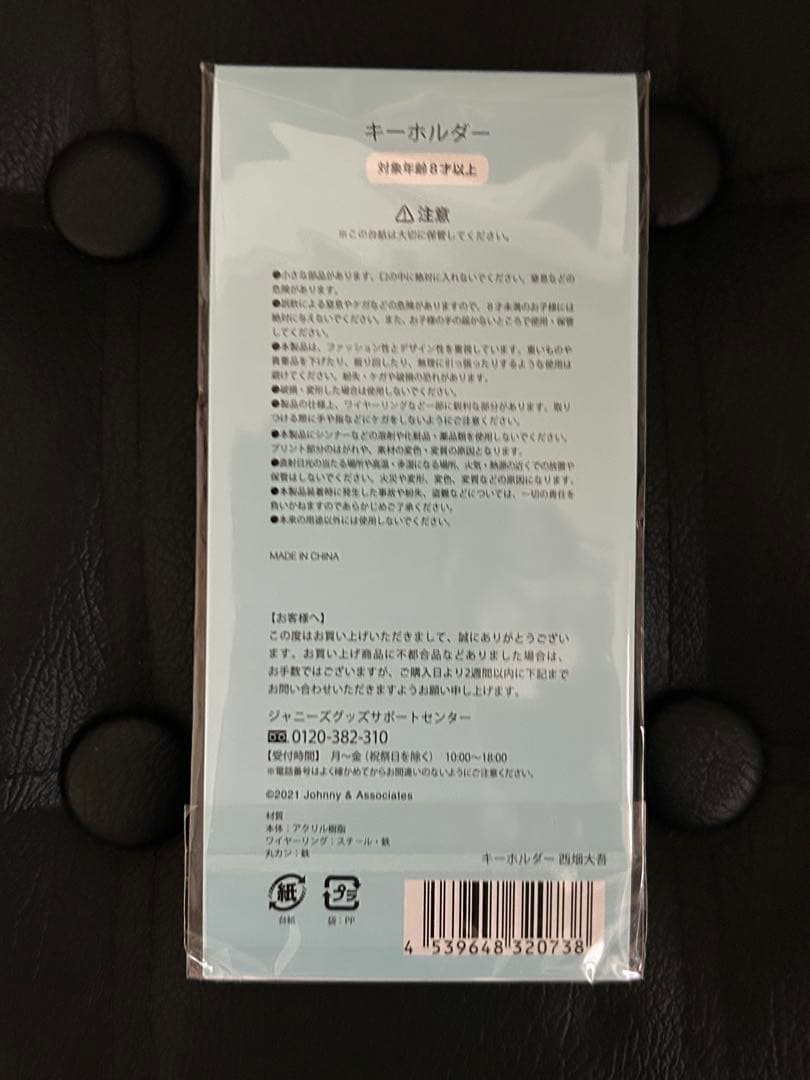 キーホルダー
対象年齢8才以上
⚠注意
※この台紙は大切に保管してください。
●小さな部品があります。口の中に絶対に入れないでください。窒息などの
危険があります。
●誤飲による窒息やケガなどの危険がありますので、8才未満のお子様には
絶対に与えないでください。また、お子様の手の届かないところで使用・保管
してください。
●本製品は、ファッション性とデザイン性を重視しています。重いものや
貴重品を下げたり、振り回したり、無理に引っ張ったりするような使用は
避けてください。紛失・ケガや破損の恐れがあります。
●破損・変形した場合は使用しないでください。
●製品の仕様上、ワイヤーリングなど一部に鋭利な部分があります。取り
つける際に手や指などにケガをしないようにご注意ください。
●本製品にシンナーなどの溶剤や化粧品・薬品類を使用しないでください。
プリント部分のはがれや、素材の変色・変質の原因となります。
●直射日光の当たる場所や高温・多湿になる場所、火気・熱源の近くでの放置や
保管はしないでください。火災や変形、変色、変質などの原因になります。
●本製品装着時に発生した事故や紛失、盗難などについては、一切の責任を
負いかねますのであらかじめご了承ください。
●本来の用途以外には使用しないでください。
MADE IN CHINA
【お客様へ】
この度はお買い上げいただきまして、誠にありがとうござい
ます。お買い上げ商品に不都合品などありました場合は、
お手数ではございますが、ご購入日より2週間以内に下記まで
お問い合わせいただきますようお願い申し上げます。
ジャニーズグッズサポートセンター
0120-382-310
【受付時間】 月〜金(祝祭日を除く) 10:00〜18:00
※電話番号はよく確かめてからお間違いのないようにご注意ください。
©2021 Johnny & Associates
材質
本体：アクリル樹脂
ワイヤーリング：スチール・鉄
丸カン：鉄
キーホルダー 西畑大吾
紙 プラ
台紙 袋：PP
4 539648 320738